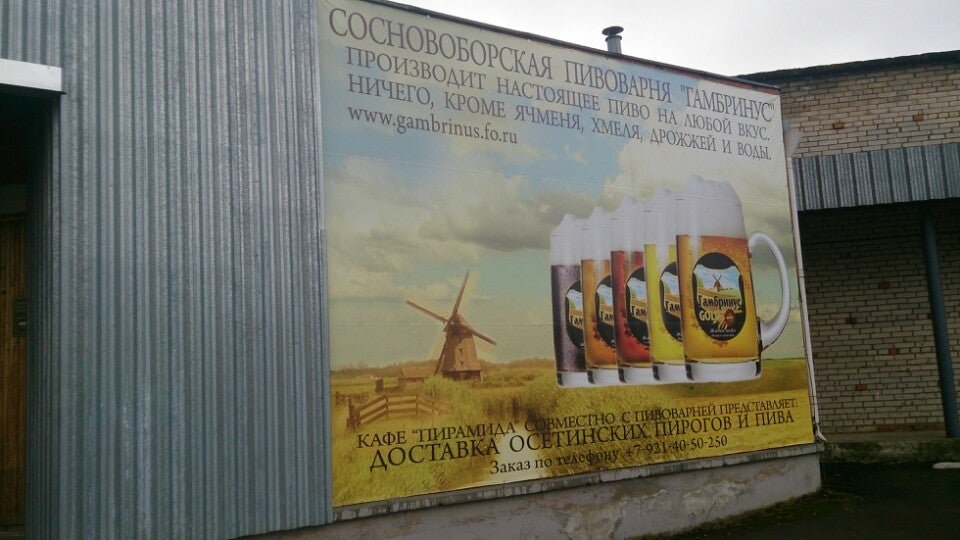 СОСНОВОБОРСКАЯ ПИВОВАРНЯ "ГАМБРИНУС"
ПРОИЗВОДИТ НАСТОЯЩЕЕ ПИВО НА ЛЮБОЙ ВКУС.
НИЧЕГО, КРОМЕ ЯЧМЕНЯ, ХМЕЛЯ, ДРОЖЖЕЙ И ВОДЫ.
www.gambrinus.fo.ru
Гамбринус
GOLD
КАФЕ "ПИРАМИДА" СОВМЕСТНО С ПИВОВАРНЕЙ ПРЕДСТАВЛЯЕТ:
ДОСТАВКА ОСЕТИНСКИХ ПИРОГОВ И ПИВА
Заказ по телефону +7-921-40-50-250